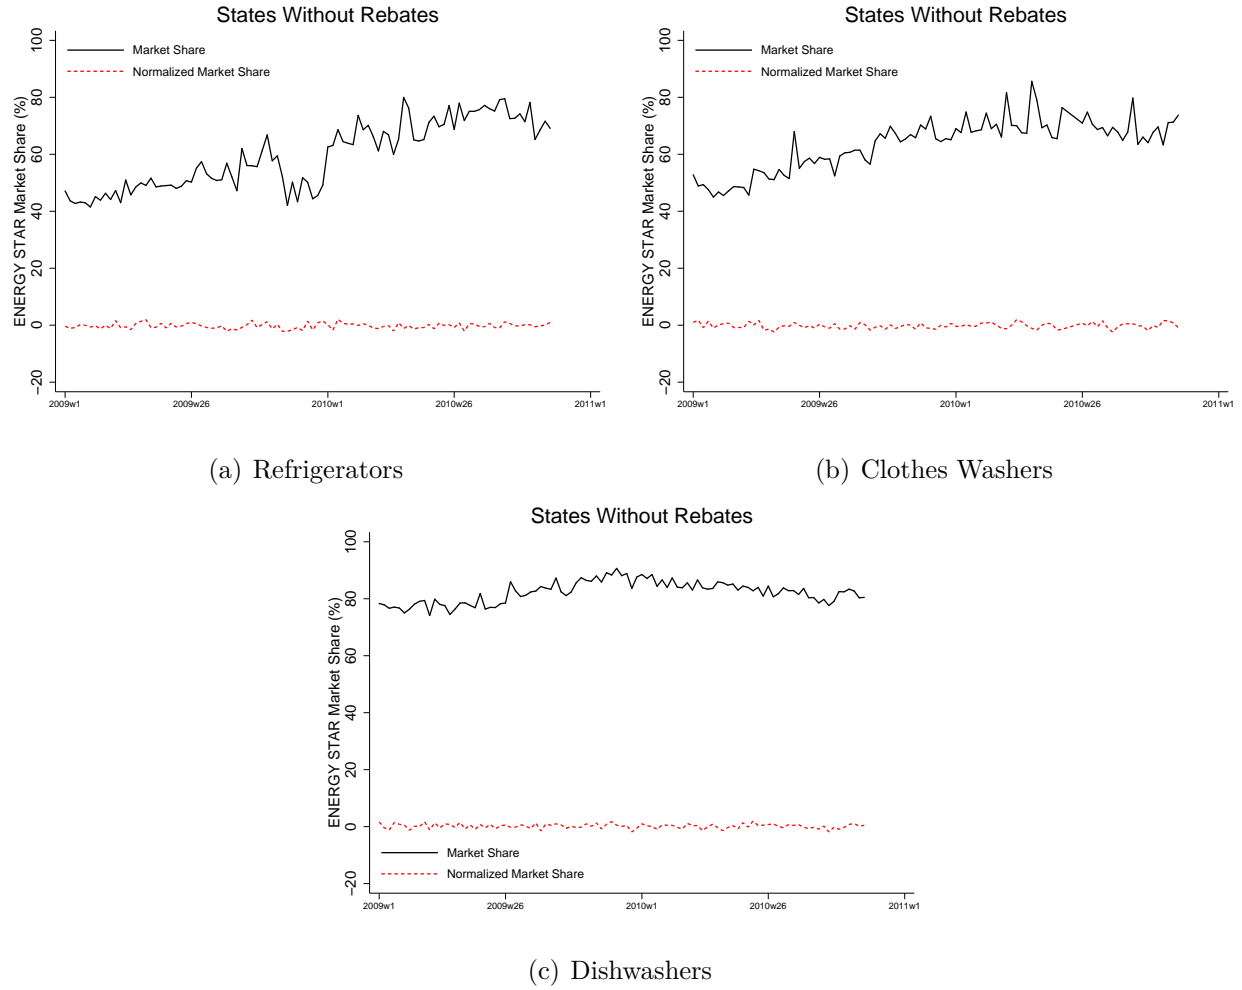 States Without Rebates
Market Share
Normalized Market Share
ENERGY STAR Market Share (%)
100
80
60
40
20
0
−20
2009w1 2009w26 2010w1 2010w26 2011w1
(a) Refrigerators
States Without Rebates
Market Share
Normalized Market Share
ENERGY STAR Market Share (%)
100
80
60
40
20
0
−20
2009w1 2009w26 2010w1 2010w26 2011w1
(b) Clothes Washers
States Without Rebates
ENERGY STAR Market Share (%)
100
80
60
40
20
0
−20
Market Share
Normalized Market Share
2009w1 2009w26 2010w1 2010w26 2011w1
(c) Dishwashers